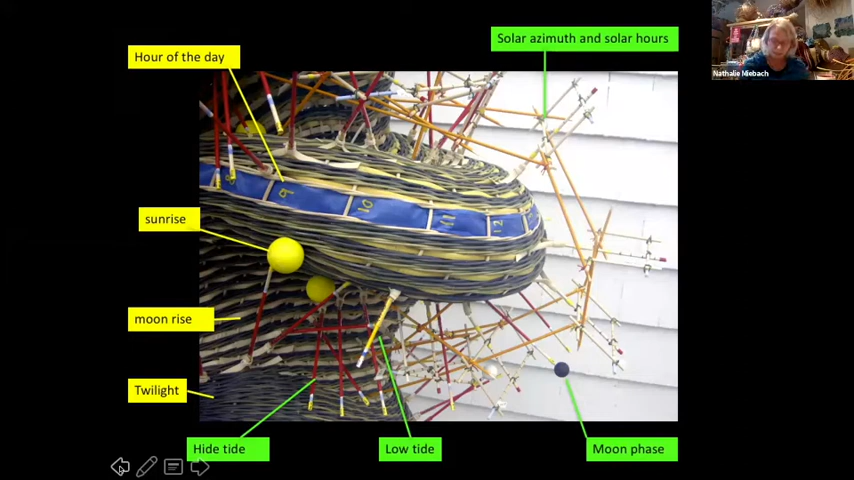 Solar azimuth and solar hours
Hour of the day
Nathalie Miebach
9
10
11
12
sunrise
moon rise
Twilight
Hide tide
Low tide
Moon phase